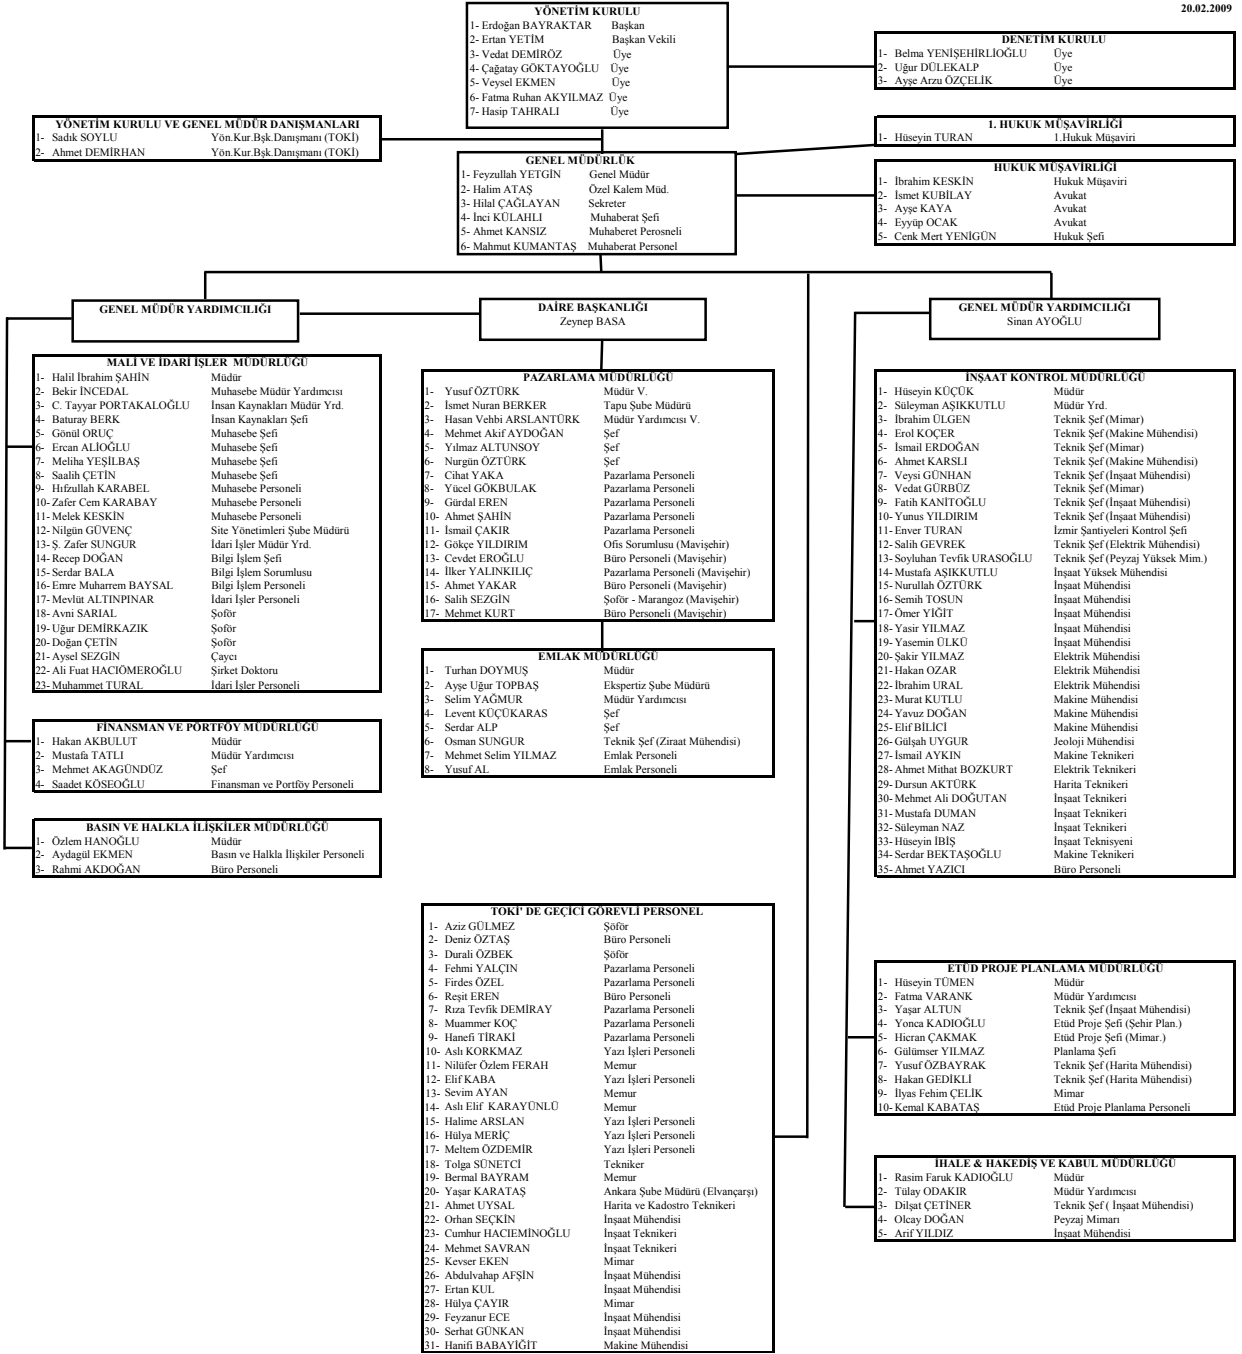 20.02.2009
YÖNETİM KURULU
1- Erdoğan BAYRAKTAR Başkan
2- Ertan YETİM Başkan Vekili
3- Vedat DEMİRÖZ Üye
4- Çağatay GÖKTAYOĞLU Üye
5- Veysel EKMEN Üye
6- Fatma Ruhan AKYILMAZ Üye
7- Hasip TAHRALI Üye
DENETİM KURULU
1- Belma YENİŞEHİRLİOĞLU Üye
2- Uğur DÜLEKALP Üye
3- Ayşe Arzu ÖZÇELİK Üye
YÖNETİM KURULU VE GENEL MÜDÜR DANIŞMANLARI
1- Sadık SOYLU Yön.Kur.Bşk.Danışmanı (TOKİ)
2- Ahmet DEMİRHAN Yön.Kur.Bşk.Danışmanı (TOKİ)
1. HUKUK MÜŞAVİRLİĞİ
1- Hüseyin TURAN 1.Hukuk Müşaviri
GENEL MÜDÜRLÜK
1- Feyzullah YETGİN Genel Müdür
2- Halim ATAŞ Özel Kalem Müd.
3- Hilal ÇAĞLAYAN Sekreter
4- İnci KÜLAHLI Muhaberat Şefi
5- Ahmet KANSIZ Muhaberet Perosneli
6- Mahmut KUMANTAŞ Muhaberat Personel
HUKUK MÜŞAVİRLİĞİ
1- İbrahim KESKİN Hukuk Müşaviri
2- İsmet KUBİLAY Avukat
3- Ayşe KAYA Avukat
4- Eyyüp OCAK Avukat
5- Cenk Mert YENİGÜN Hukuk Şefi
GENEL MÜDÜR YARDIMCILIĞI
DAİRE BAŞKANLIĞI
Zeynep BASA
GENEL MÜDÜR YARDIMCILIĞI
Sinan AYOĞLU
MALİ VE İDARİ İŞLER MÜDÜRLÜĞÜ
1- Halil İbrahim ŞAHİN Müdür
2- Bekir İNCEDAL Muhasebe Müdür Yardımcısı
3- C. Tayyar PORTAKALOĞLU İnsan Kaynakları Müdür Yrd.
4- Baturay BERK İnsan Kaynakları Şefi
5- Gönül ORUÇ Muhasebe Şefi
6- Ercan ALİOĞLU Muhasebe Şefi
7- Meliha YEŞİLBAŞ Muhasebe Şefi
8- Saalih ÇETİN Muhasebe Şefi
9- Hıfzullah KARABEL Muhasebe Personeli
10- Zafer Cem KARABAY Muhasebe Personeli
11- Melek KESKİN Muhasebe Personeli
12- Nilgün GÜVENÇ Site Yönetimleri Şube Müdürü
13- Ş. Zafer SUNGUR İdari İşler Müdür Yrd.
14- Recep DOĞAN Bilgi İşlem Şefi
15- Serdar BALA Bilgi İşlem Sorumlusu
16- Emre Muharrem BAYSAL Bilgi İşlem Personeli
17- Mevlüt ALTINPINAR İdari İşler Personeli
18- Avni SARIAL Şoför
19- Uğur DEMİRKAZIK Şoför
20- Doğan ÇETİN Şoför
21- Aysel SEZGİN Çaycı
22- Ali Fuat HACIÖMEROĞLU Şirket Doktoru
23- Muhammet TURAL İdari İşler Personeli
FİNANSMAN VE PORTFÖY MÜDÜRLÜĞÜ
1- Hakan AKBULUT Müdür
2- Mustafa TATLI Müdür Yardımcısı
3- Mehmet AKAGÜNDÜZ Şef
4- Saadet KÖSEOĞLU Finansman ve Portföy Personeli
BASIN VE HALKLA İLİŞKİLER MÜDÜRLÜĞÜ
1- Özlem HANOĞLU Müdür
2- Aydagül EKMEN Basın ve Halkla İlişkiler Personeli
3- Rahmi AKDOĞAN Büro Personeli
PAZARLAMA MÜDÜRLÜĞÜ
1- Yusuf ÖZTÜRK Müdür V.
2- İsmet Nuran BERKER Tapu Şube Müdürü
3- Hasan Vehbi ARSLANTÜRK Müdür Yardımcısı V.
4- Mehmet Akif AYDOĞAN Şef
5- Yılmaz ALTUNSOY Şef
6- Nurgün ÖZTÜRK Şef
7- Cihat YAKA Pazarlama Personeli
8- Yücel GÖKBULAK Pazarlama Personeli
9- Gürdal EREN Pazarlama Personeli
10- Ahmet ŞAHİN Pazarlama Personeli
11- İsmail ÇAKIR Pazarlama Personeli
12- Gökçe YILDIRIM Ofis Sorumlusu (Mavişehir)
13- Cevdet EROĞLU Büro Personeli (Mavişehir)
14- İlker YALINKILIÇ Pazarlama Personeli (Mavişehir)
15- Ahmet YAKAR Büro Personeli (Mavişehir)
16- Salih SEZGİN Şoför - Marangoz (Mavişehir)
17- Mehmet KURT Büro Personeli (Mavişehir)
EMLAK MÜDÜRLÜĞÜ
1- Turhan DOYMUŞ Müdür
2- Ayşe Uğur TOPBAŞ Ekspertiz Şube Müdürü
3- Selim YAĞMUR Müdür Yardımcısı
4- Levent KÜÇÜKARAS Şef
5- Serdar ALP Şef
6- Osman SUNGUR Teknik Şef (Ziraat Mühendisi)
7- Mehmet Selim YILMAZ Emlak Personeli
8- Yusuf AL Emlak Personeli
TOKİ' DE GEÇİCİ GÖREVLİ PERSONEL
1- Aziz GÜLMEZ Şöför
2- Deniz ÖZTAŞ Büro Personeli
3- Durali ÖZBEK Şöför
4- Fehmi YALÇIN Pazarlama Personeli
5- Firdes ÖZEL Pazarlama Personeli
6- Reşit EREN Büro Personeli
7- Rıza Tevfik DEMİRAY Pazarlama Personeli
8- Muammer KOÇ Pazarlama Personeli
9- Hanefi TİRAKİ Pazarlama Personeli
10- Aslı KORKMAZ Yazı İşleri Personeli
11- Nilüfer Özlem FERAH Memur
12- Elif KABA Yazı İşleri Personeli
13- Sevim AYAN Memur
14- Aslı Elif KARAYÜNLÜ Memur
15- Halime ARSLAN Yazı İşleri Personeli
16- Hülya MERİÇ Yazı İşleri Personeli
17- Meltem ÖZDEMİR Yazı İşleri Personeli
18- Tolga SÜNETCİ Tekniker
19- Bermal BAYRAM Memur
20- Yaşar KARATAŞ Ankara Şube Müdürü (Elvançarşı)
21- Ahmet UYSAL Harita ve Kadostro Teknikeri
22- Orhan SEÇKİN İnşaat Mühendisi
23- Cumhur HACIEMİNOĞLU İnşaat Teknikeri
24- Mehmet SAVRAN İnşaat Teknikeri
25- Kevser EKEN Mimar
26- Abdulvahap AFŞİN İnşaat Mühendisi
27- Ertan KUL İnşaat Mühendisi
28- Hülya ÇAYIR Mimar
29- Feyzanur ECE İnşaat Mühendisi
30- Serhat GÜNKAN İnşaat Mühendisi
31- Hanifi BABAYİĞİT Makine Mühendisi
İNŞAAT KONTROL MÜDÜRLÜĞÜ
1- Hüseyin KÜÇÜK Müdür
2- Süleyman AŞIKKUTLU Müdür Yrd.
3- İbrahim ÜLGEN Teknik Şef (Mimar)
4- Erol KOÇER Teknik Şef (Makine Mühendisi)
5- İsmail ERDOĞAN Teknik Şef (Mimar)
6- Ahmet KARSLI Teknik Şef (Makine Mühendisi)
7- Veysi GÜNHAN Teknik Şef (İnşaat Mühendisi)
8- Vedat GÜRBÜZ Teknik Şef (Mimar)
9- Fatih KANİTOĞLU Teknik Şef (İnşaat Mühendisi)
10- Yunus YILDIRIM Teknik Şef (İnşaat Mühendisi)
11- Enver TURAN İzmir Şantiyeleri Kontrol Şefi
12- Salih GEVREK Teknik Şef (Elektrik Mühendisi)
13- Soyluhan Tevfik URASOĞLU Teknik Şef (Peyzaj Yüksek Mim.)
14- Mustafa AŞIKKUTLU İnşaat Yüksek Mühendisi
15- Nurullah ÖZTÜRK İnşaat Mühendisi
16- Semih TOSUN İnşaat Mühendisi
17- Ömer YİĞİT İnşaat Mühendisi
18- Yasir YILMAZ İnşaat Mühendisi
19- Yasemin ÜLKÜ İnşaat Mühendisi
20- Şakir YILMAZ Elektrik Mühendisi
21- Hakan OZAR Elektrik Mühendisi
22- İbrahim URAL Elektrik Mühendisi
23- Murat KUTLU Makine Mühendisi
24- Yavuz DOĞAN Makine Mühendisi
25- Elif BİLİCİ Makine Mühendisi
26- Gülşah UYGUR Jeoloji Mühendisi
27- İsmail AYKIN Makine Teknikeri
28- Ahmet Mithat BOZKURT Elektrik Teknikeri
29- Dursun AKTÜRK Harita Teknikeri
30- Mehmet Ali DOĞUTAN İnşaat Teknikeri
31- Mustafa DUMAN İnşaat Teknikeri
32- Süleyman NAZ İnşaat Teknikeri
33- Hüseyin İBİŞ İnşaat Teknisyeni
34- Serdar BEKTAŞOĞLU Makine Teknikeri
35- Ahmet YAZICI Büro Personeli
ETÜD PROJE PLANLAMA MÜDÜRLÜĞÜ
1- Hüseyin TÜMEN Müdür
2- Fatma VARANK Müdür Yardımcısı
3- Yaşar ALTUN Teknik Şef (İnşaat Mühendisi)
4- Yonca KADIOĞLU Etüd Proje Şefi (Şehir Plan.)
5- Hicran ÇAKMAK Etüd Proje Şefi (Mimar.)
6- Gülümser YILMAZ Planlama Şefi
7- Yusuf ÖZBAYRAK Teknik Şef (Harita Mühendisi)
8- Hakan GEDİKLİ Teknik Şef (Harita Mühendisi)
9- İlyas Fehim ÇELİK Mimar
10- Kemal KABATAŞ Etüd Proje Planlama Personeli
İHALE & HAKEDİŞ VE KABUL MÜDÜRLÜĞÜ
1- Rasim Faruk KADIOĞLU Müdür
2- Tülay ODAKIR Müdür Yardımcısı
3- Dilşat ÇETİNER Teknik Şef ( İnşaat Mühendisi)
4- Olcay DOĞAN Peyzaj Mimarı
5- Arif YILDIZ İnşaat Mühendisi